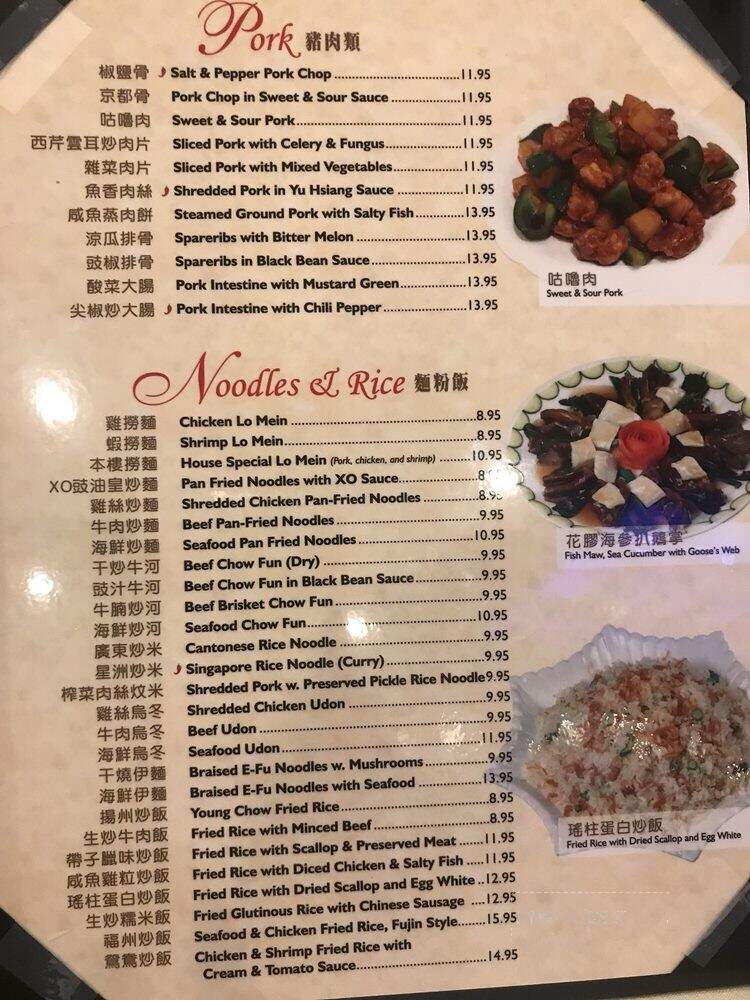 Pork 豬肉類
椒鹽骨 Salt & Pepper Pork Chop 11.95
京都骨 Pork Chop in Sweet & Sour Sauce 11.95
咕嚕肉 Sweet & Sour Pork 11.95
西芹雲耳炒肉片 Sliced Pork with Celery & Fungus 11.95
雜菜肉片 Sliced Pork with Mixed Vegetables 11.95
魚香肉絲 Shredded Pork in Yu Hsiang Sauce 11.95
咸魚蒸肉餅 Steamed Ground Pork with Salty Fish 13.95
涼瓜排骨 Spareribs with Bitter Melon 13.95
豉椒排骨 Spareribs in Black Bean Sauce 13.95
酸菜大腸 Pork Intestine with Mustard Green 13.95
尖椒炒大腸 Pork Intestine with Chili Pepper 13.95
咕嚕肉
Sweet & Sour Pork
Noodles & Rice 麵粉飯
雞撈麵 Chicken Lo Mein 8.95
蝦撈麵 Shrimp Lo Mein 8.95
本樓撈麵 House Special Lo Mein (Pork, chicken, and shrimp) 10.95
XO豉油皇炒麵 Pan Fried Noodles with XO Sauce
雞絲炒麵 Shredded Chicken Pan-Fried Noodles 8.95
牛肉炒麵 Beef Pan-Fried Noodles 9.95
海鮮炒麵 Seafood Pan Fried Noodles 10.95
干炒牛河 Beef Chow Fun (Dry) 9.95
豉汁牛河 Beef Chow Fun in Black Bean Sauce 9.95
牛腩炒河 Beef Brisket Chow Fun 9.95
海鮮炒河 Seafood Chow Fun 10.95
廣東炒米 Cantonese Rice Noodle 9.95
星洲炒米 Singapore Rice Noodle (Curry) 9.95
榨菜肉絲炆米 Shredded Pork w. Preserved Pickle Rice Noodle 9.95
雞絲烏冬 Shredded Chicken Udon 9.95
牛肉烏冬 Beef Udon 9.95
海鮮烏冬 Seafood Udon 11.95
干燒伊麵 Braised E-Fu Noodles w. Mushrooms 9.95
海鮮伊麵 Braised E-Fu Noodles with Seafood 13.95
揚州炒飯 Young Chow Fried Rice 8.95
生炒牛肉飯 Fried Rice with Minced Beef 8.95
帶子臘味炒飯 Fried Rice with Scallop & Preserved Meat 11.95
咸魚雞粒炒飯 Fried Rice with Diced Chicken & Salty Fish 11.95
瑤柱蛋白炒飯 Fried Rice with Dried Scallop and Egg White 12.95
生炒糯米飯 Fried Glutinous Rice with Chinese Sausage 12.95
福州炒飯 Seafood & Chicken Fried Rice, Fujin Style 15.95
鴛鴦炒飯 Chicken & Shrimp Fried Rice with
Cream & Tomato Sauce 14.95
花膠海參扒鵝掌
Fish Maw, Sea Cucumber with Goose's Web
瑤柱蛋白炒飯
Fried Rice with Dried Scallop and Egg White